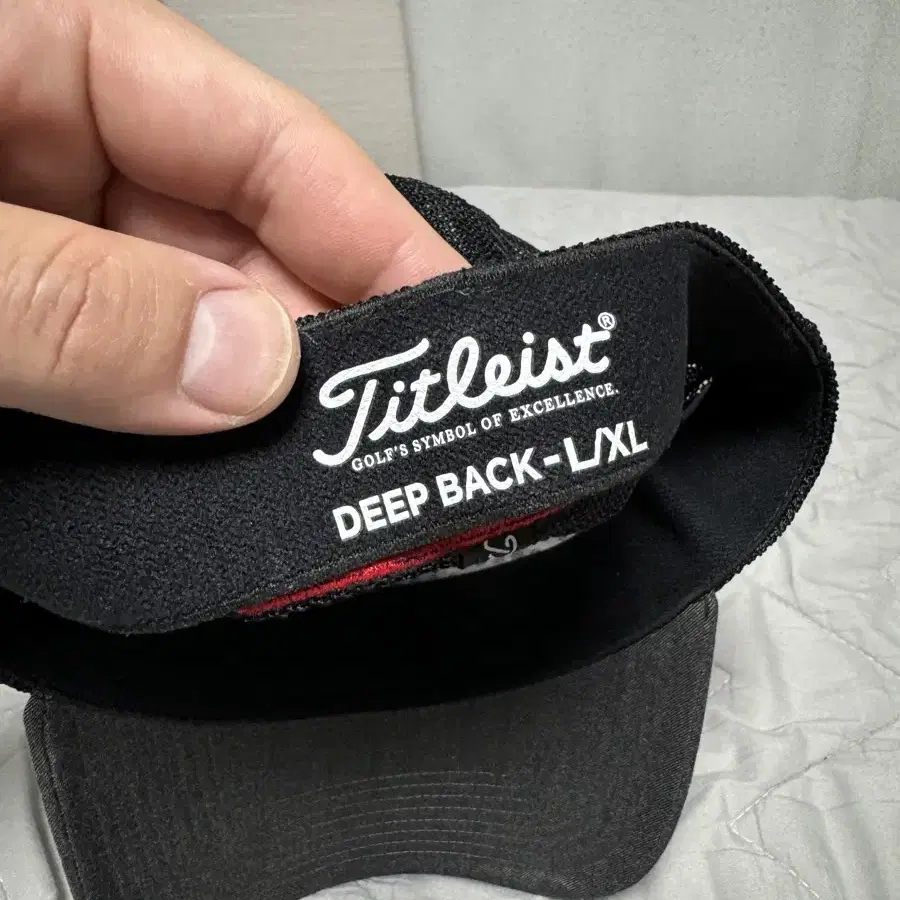 Titleist®
GOLF'S SYMBOL OF EXCELLENCE.
DEEP BACK-L/XL